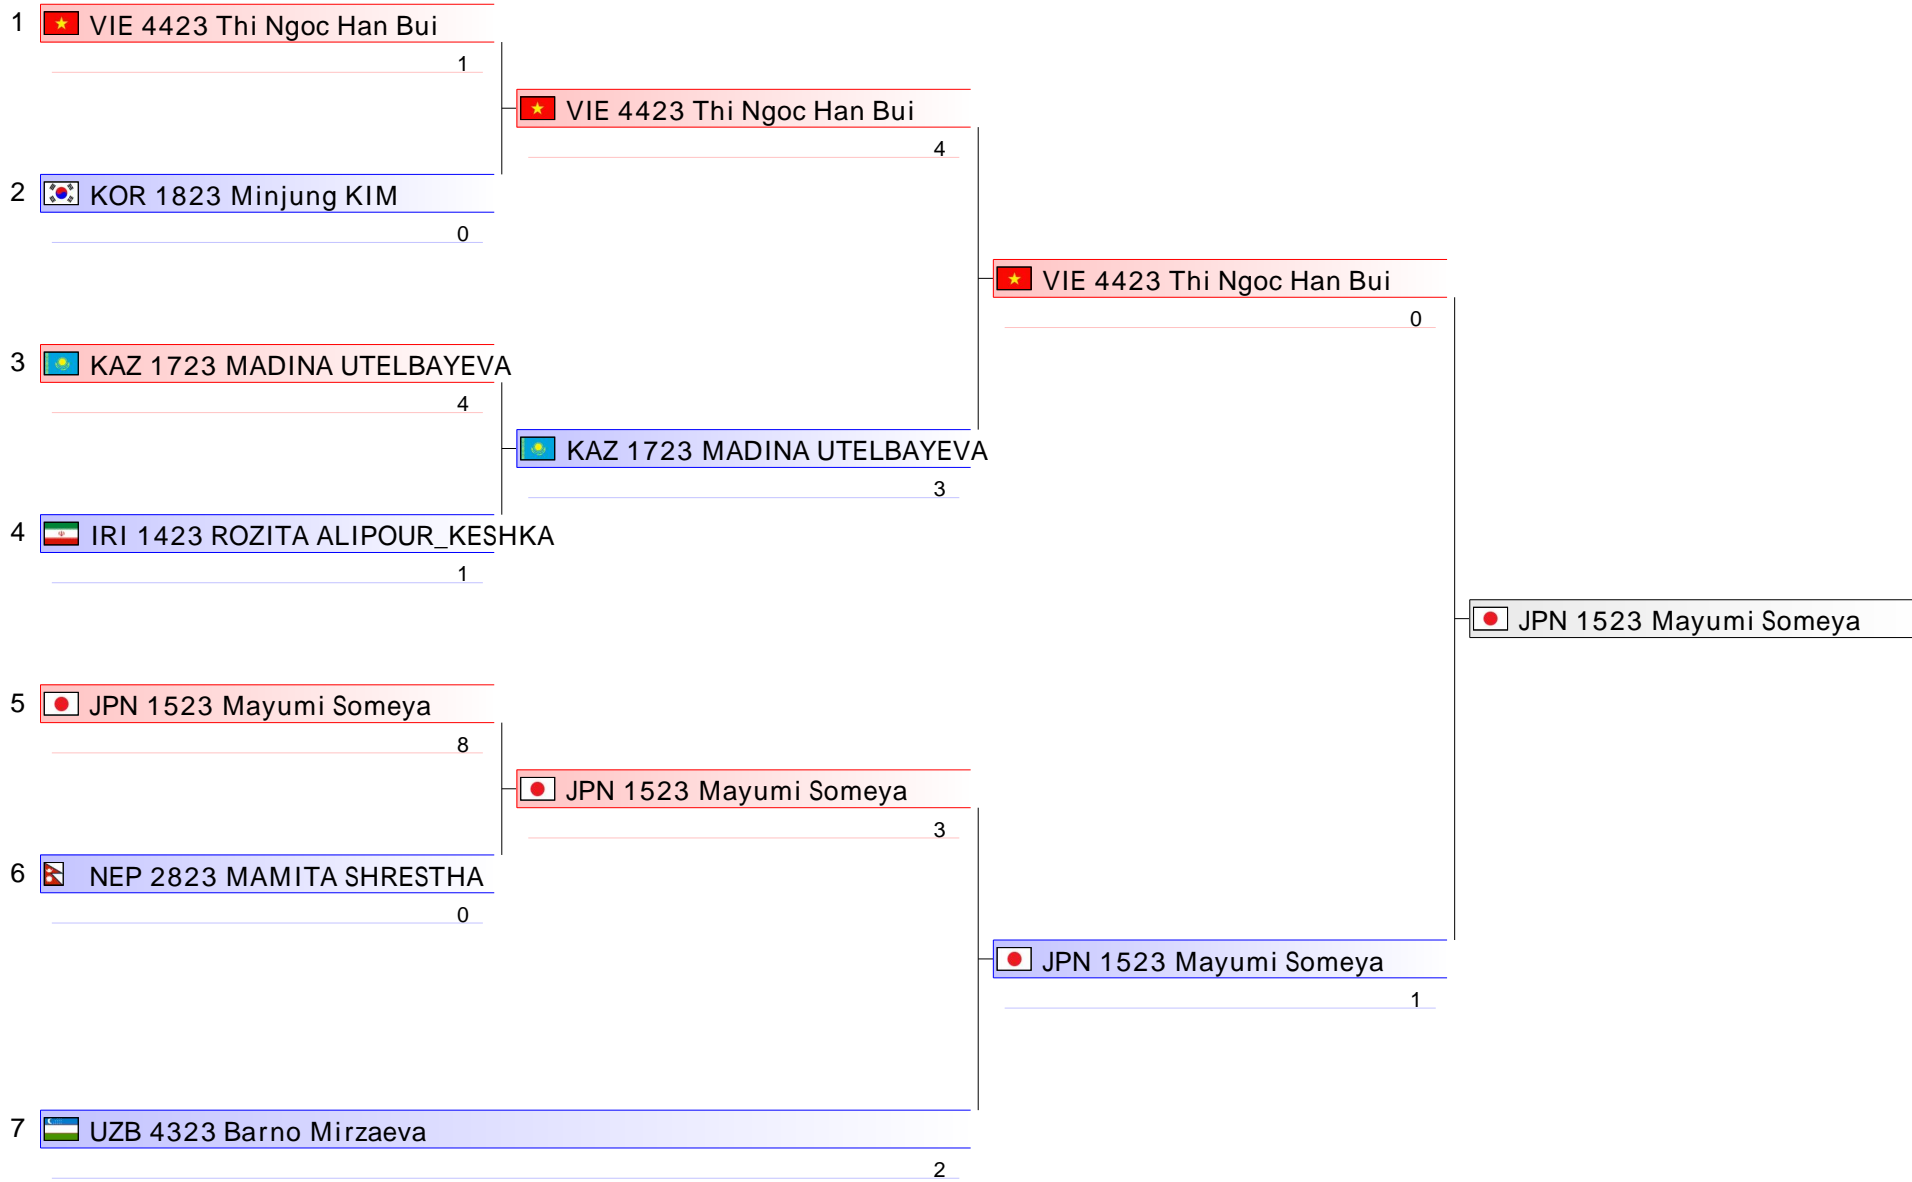 1 VIE 4423 Thi Ngoc Han Bui
1
VIE 4423 Thi Ngoc Han Bui
4
2 KOR 1823 Minjung KIM
0
VIE 4423 Thi Ngoc Han Bui
0
3 KAZ 1723 MADINA UTELBAYEVA
4
KAZ 1723 MADINA UTELBAYEVA
3
4 IRI 1423 ROZITA ALIPOUR_KESHKA
1
JPN 1523 Mayumi Someya
5 JPN 1523 Mayumi Someya
8
JPN 1523 Mayumi Someya
3
6 NEP 2823 MAMITA SHRESTHA
0
JPN 1523 Mayumi Someya
1
7 UZB 4323 Barno Mirzaeva
2